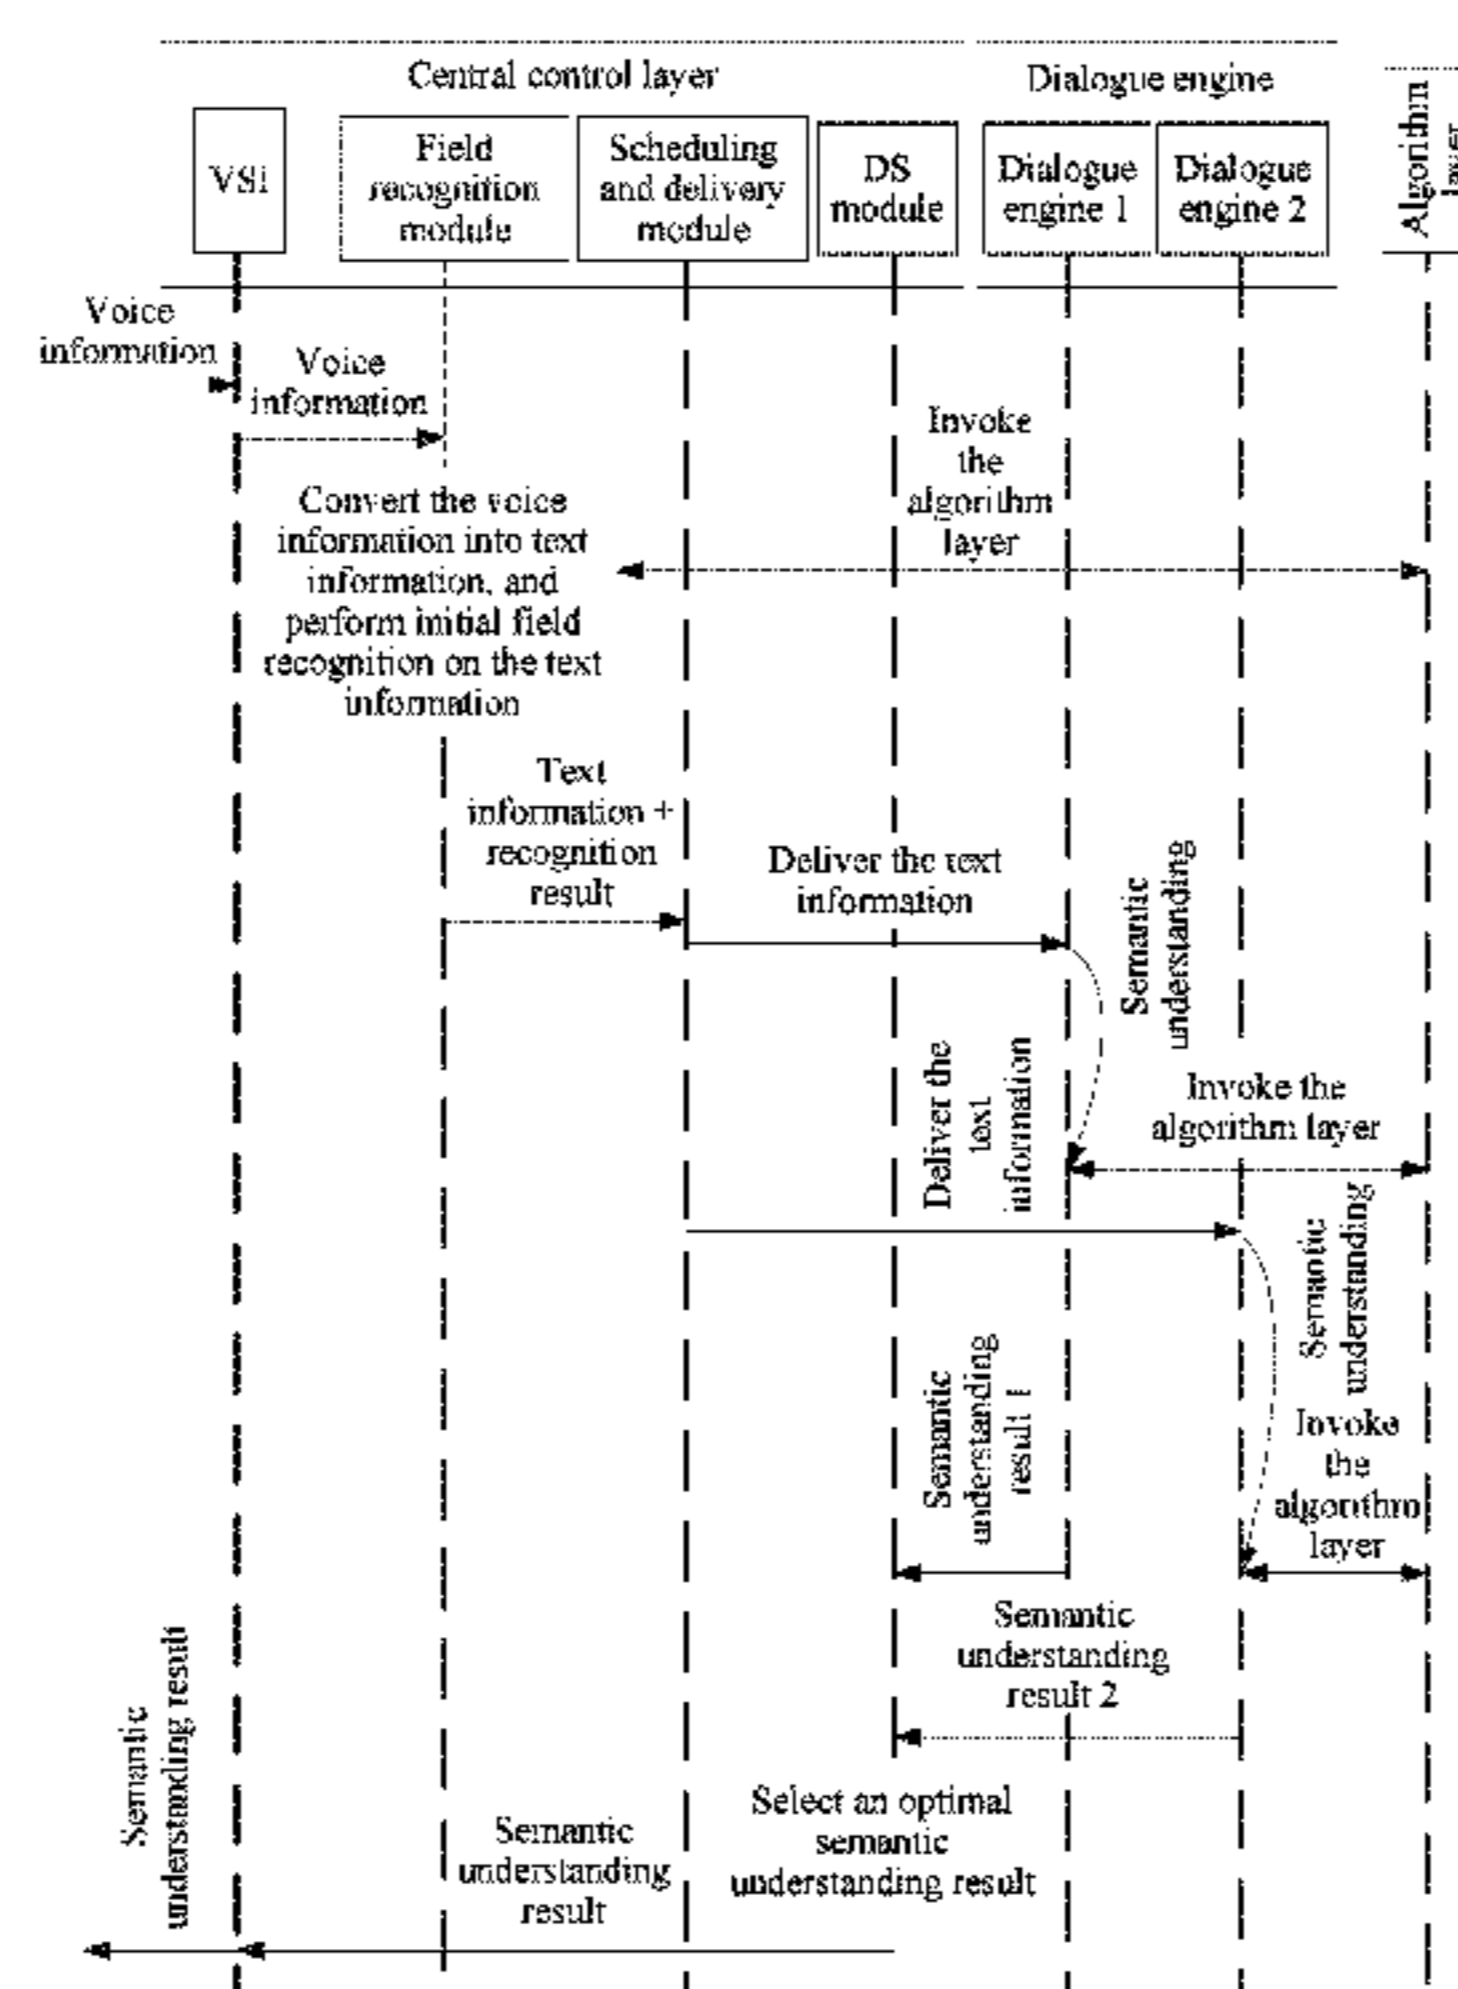 Central control layer
Dialogue engine
VSI
Field
recognition
module
Scheduling
and delivery
module
DS
module
Dialogue
engine 1
Dialogue
engine 2
Algorithm
layer
Voice
information
Voice
information
Invoke
the
algorithm
layer
Convert the voice
information into text
information, and
perform initial field
recognition on the text
information
Text
information +
recognition
result
Deliver the text
information
Semantic
understanding
Deliver the
text
information
Invoke the
algorithm layer
Semantic
understanding
Semantic
understanding
result 1
Invoke
the
algorithm
layer
Semantic
understanding
result 2
Semantic
understanding result
Select an optimal
semantic
understanding result
Semantic
understanding
result